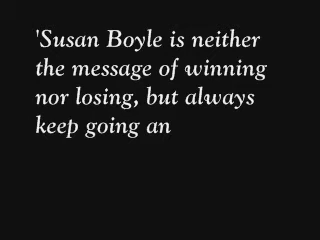 'Susan Boyle is neither
the message of winning
nor losing, but always
keep going an